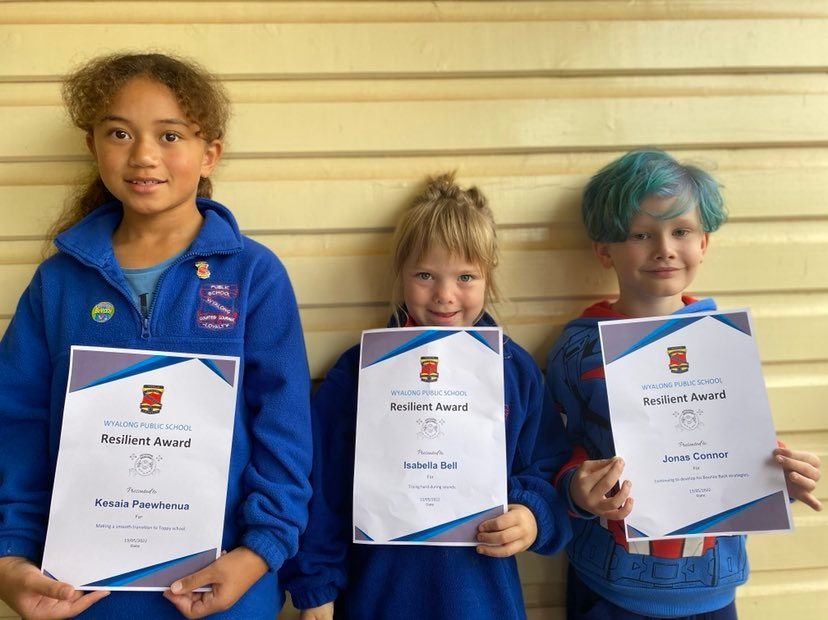 PUBLIC
SCHOOL
WYALONG
LOYALTY
WYALONG PUBLIC SCHOOL
Resilient Award
Presented to
Kesaia Paewhenua
For
Making a smooth transition to Toppy school.
13/05/2022
Date
WYALONG PUBLIC SCHOOL
Resilient Award
Presented to
Isabella Bell
For
Trying hard during sounds.
13/05/2022
Date
WYALONG PUBLIC SCHOOL
Resilient Award
Presented to
Jonas Connor
For
Continuing to develop his Bounce Back strategies.
13/05/2022
Date